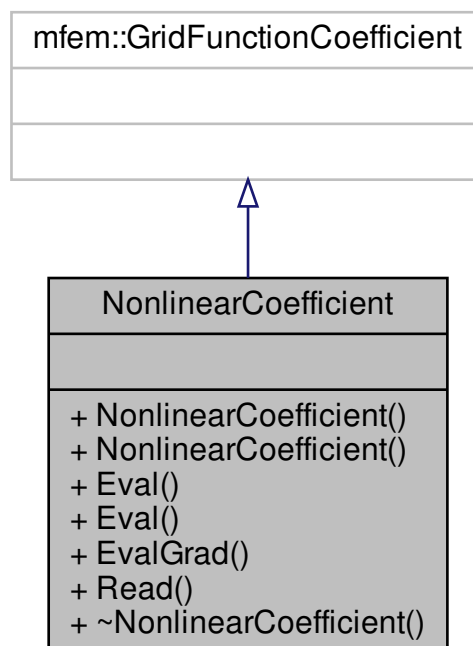 mfem::GridFunctionCoefficient
NonlinearCoefficient
+ NonlinearCoefficient()
+ NonlinearCoefficient()
+ Eval()
+ Eval()
+ EvalGrad()
+ Read()
+ ~NonlinearCoefficient()